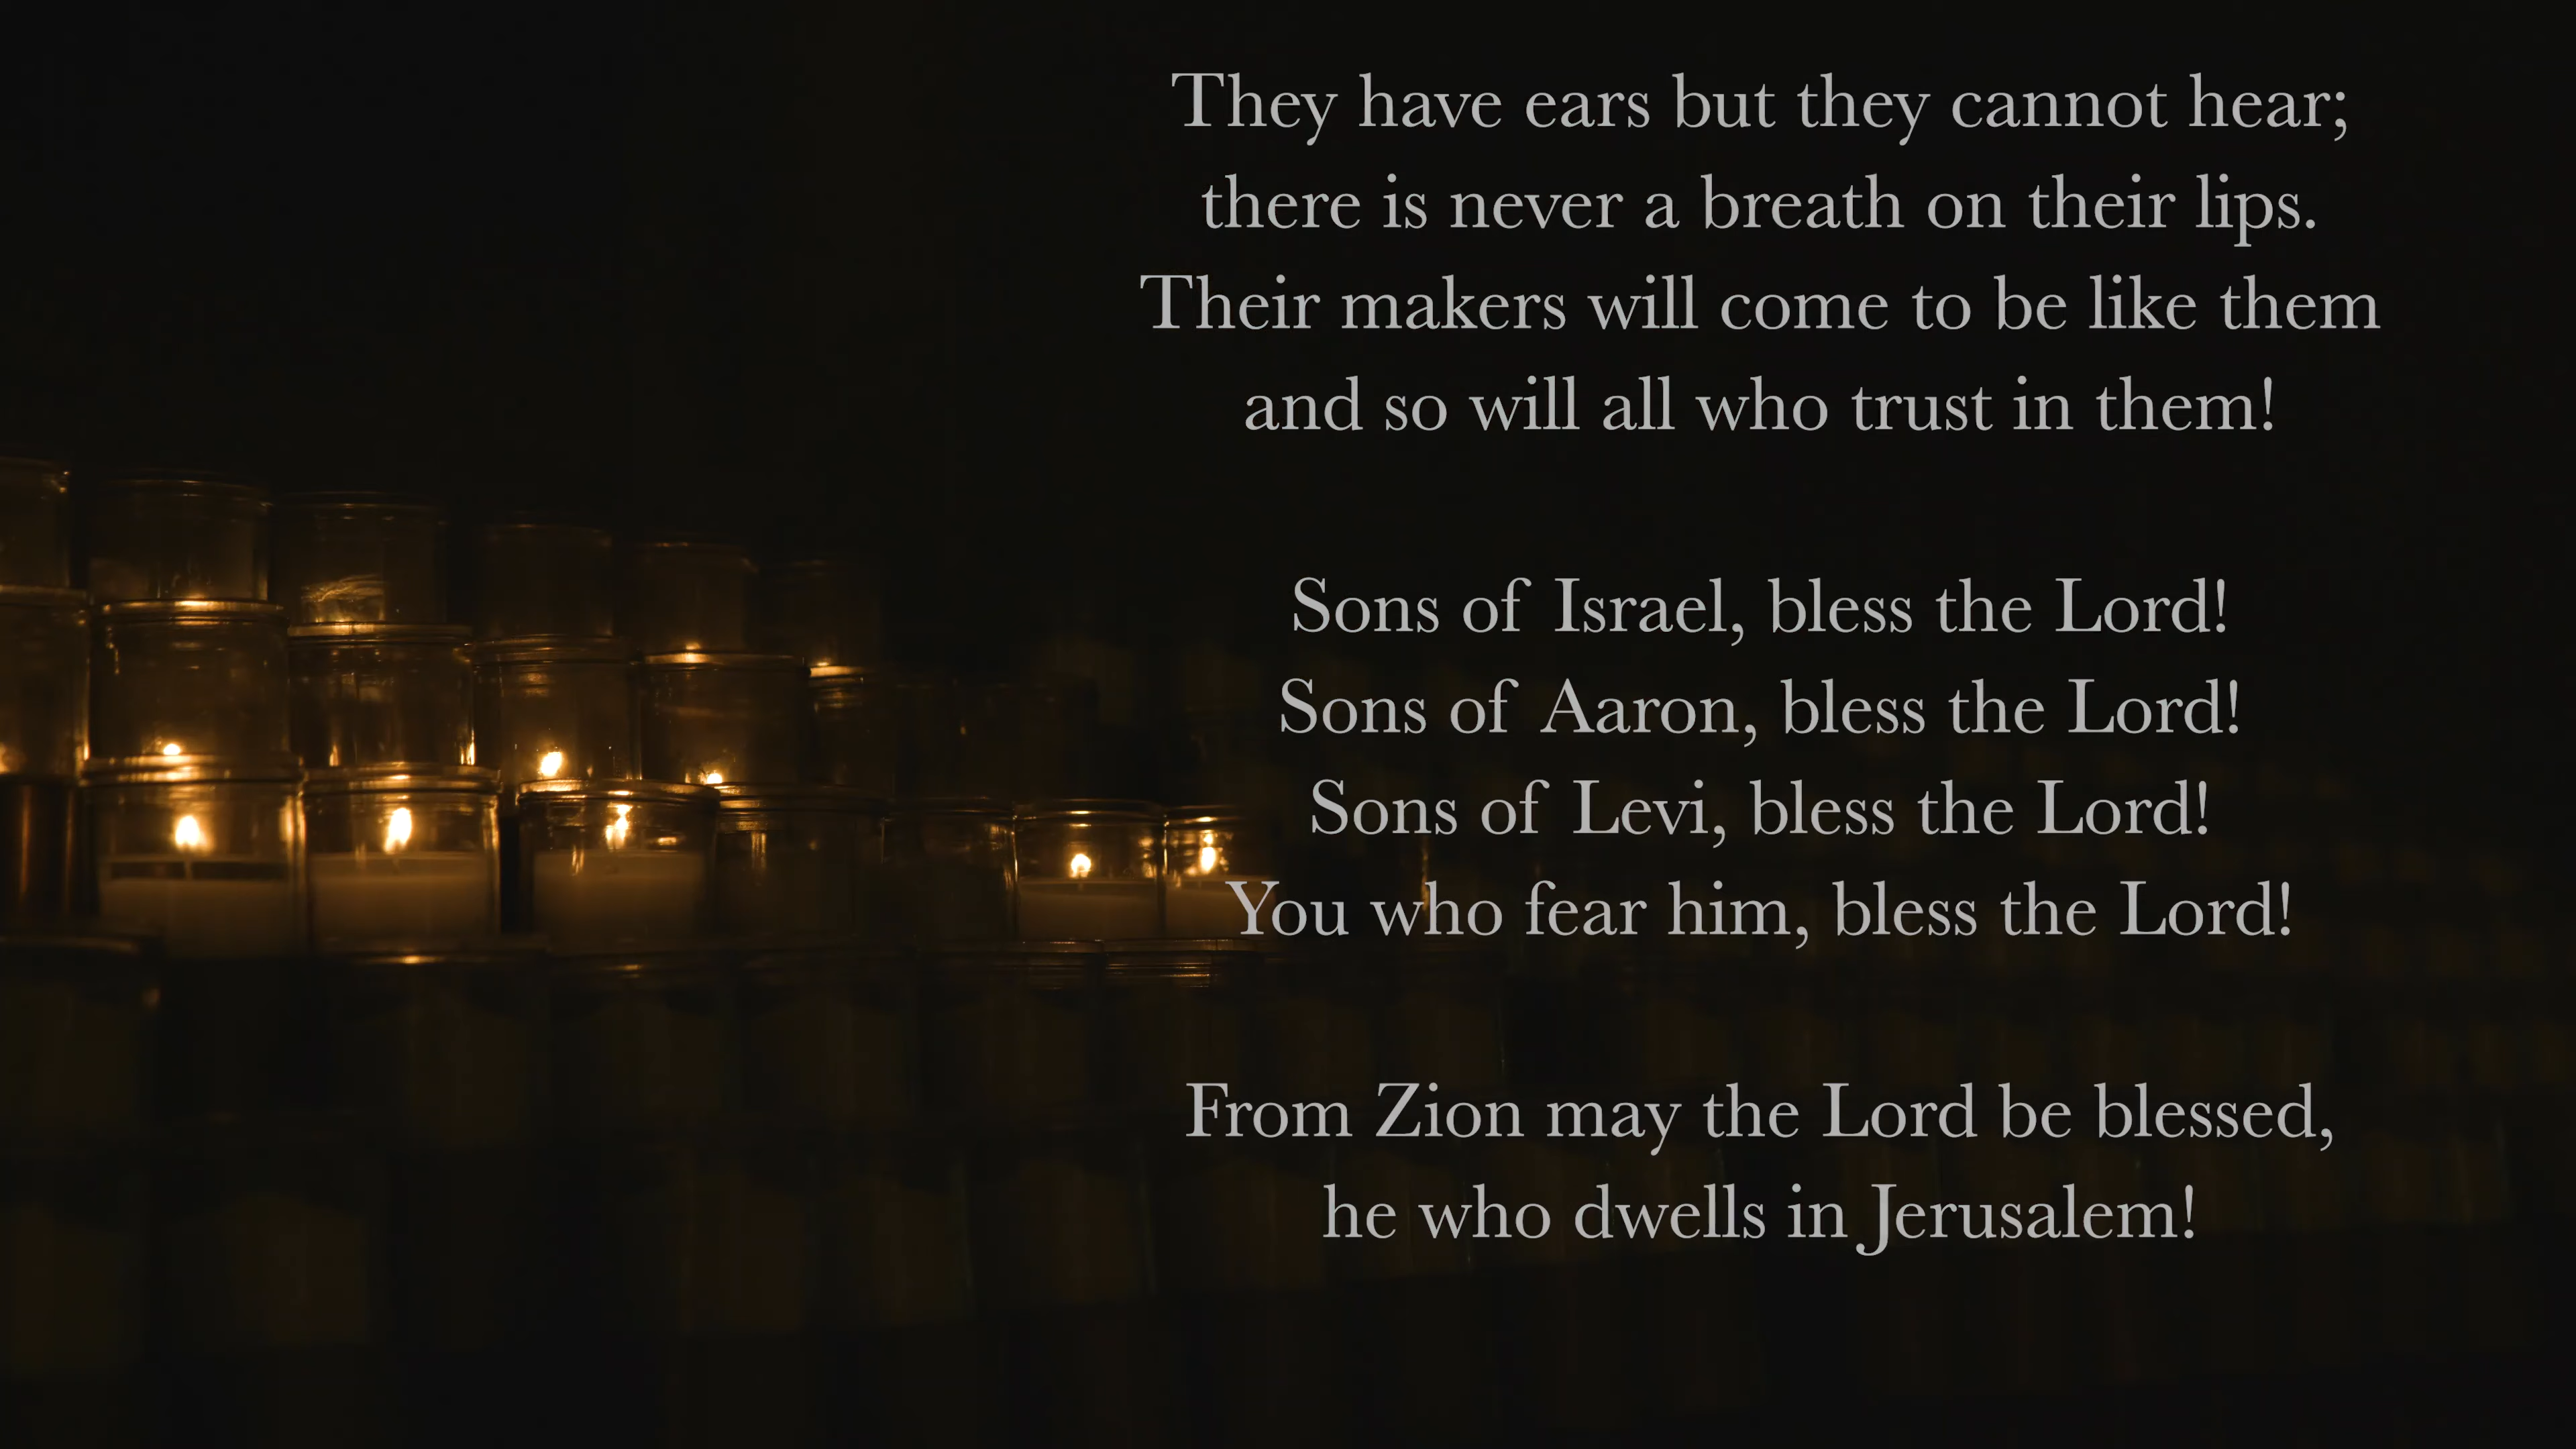 They have ears but they cannot hear;
there is never a breath on their lips.
Their makers will come to be like them
and so will all who trust in them!
Sons of Israel, bless the Lord!
Sons of Aaron, bless the Lord!
Sons of Levi, bless the Lord!
You who fear him, bless the Lord!
From Zion may the Lord be blessed,
he who dwells in Jerusalem!